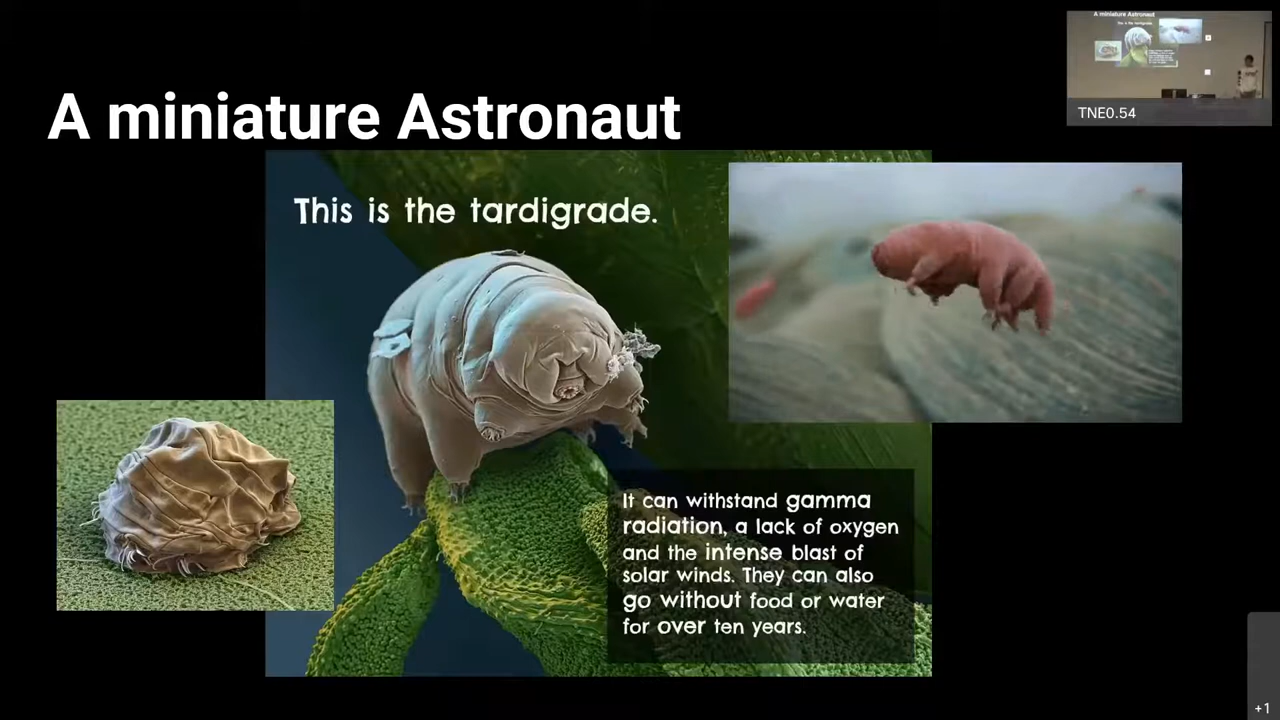 A miniature Astronaut
TNE0.54
This is the tardigrade.
It can withstand gamma
radiation, a lack of oxygen
and the intense blast of
solar winds. They can also
go without food or water
for over ten years.
+1